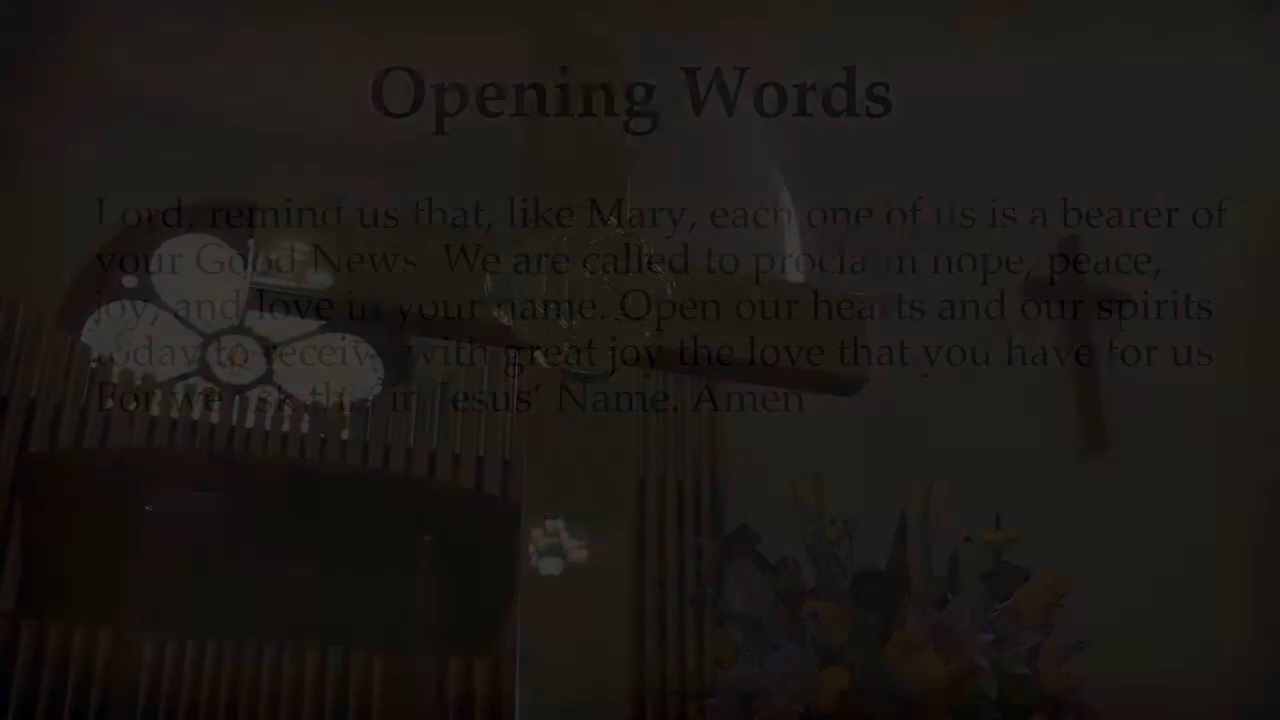 Opening Words
Lord, remind us that, like Mary, each one of us is a bearer of
your Good News. We are called to proclaim hope, peace,
joy, and love in your name. Open our hearts and our spirits
today to receive with great joy the love that you have for us
For we ask this in Jesus' Name. Amen